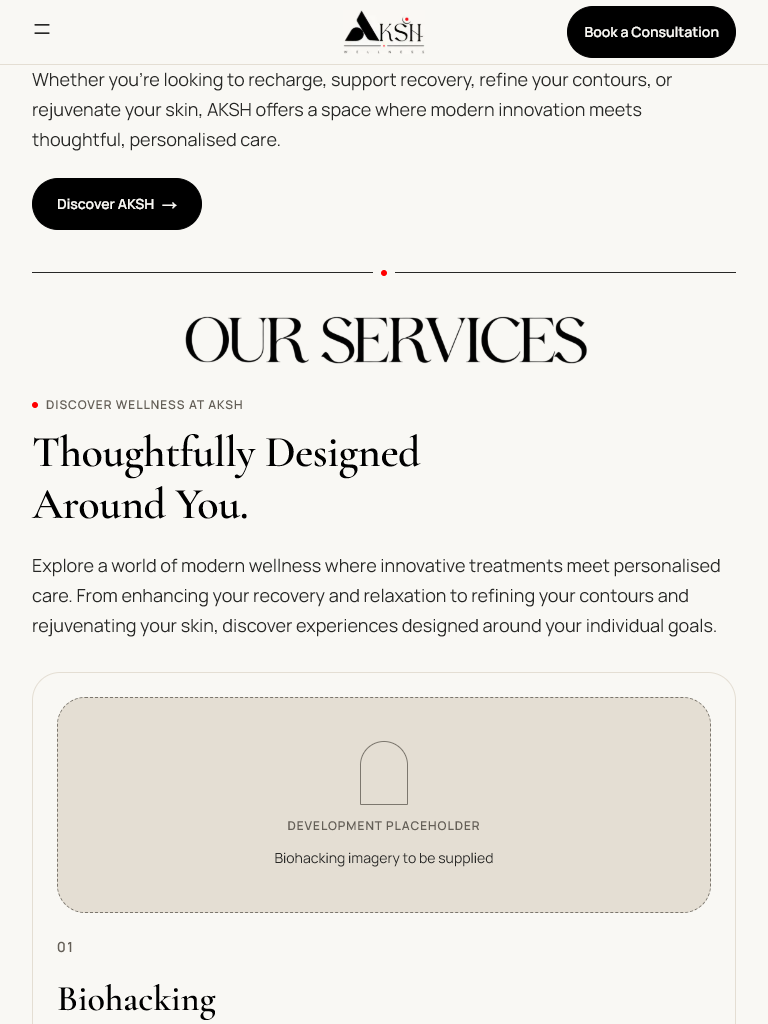 AKSH
WELLNESS
Book a Consultation
Whether you’re looking to recharge, support recovery, refine your contours, or
rejuvenate your skin, AKSH offers a space where modern innovation meets
thoughtful, personalised care.
Discover AKSH →
OUR SERVICES
DISCOVER WELLNESS AT AKSH
Thoughtfully Designed
Around You.
Explore a world of modern wellness where innovative treatments meet personalised
care. From enhancing your recovery and relaxation to refining your contours and
rejuvenating your skin, discover experiences designed around your individual goals.
DEVELOPMENT PLACEHOLDER
Biohacking imagery to be supplied
01
Biohacking